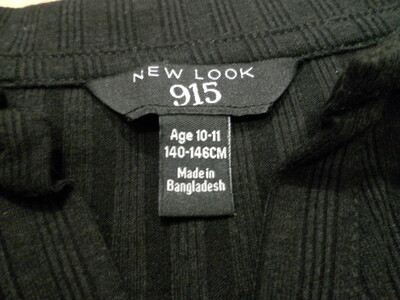 NEW LOOK
915
Age 10-11
140-146CM
Made in
Bangladesh